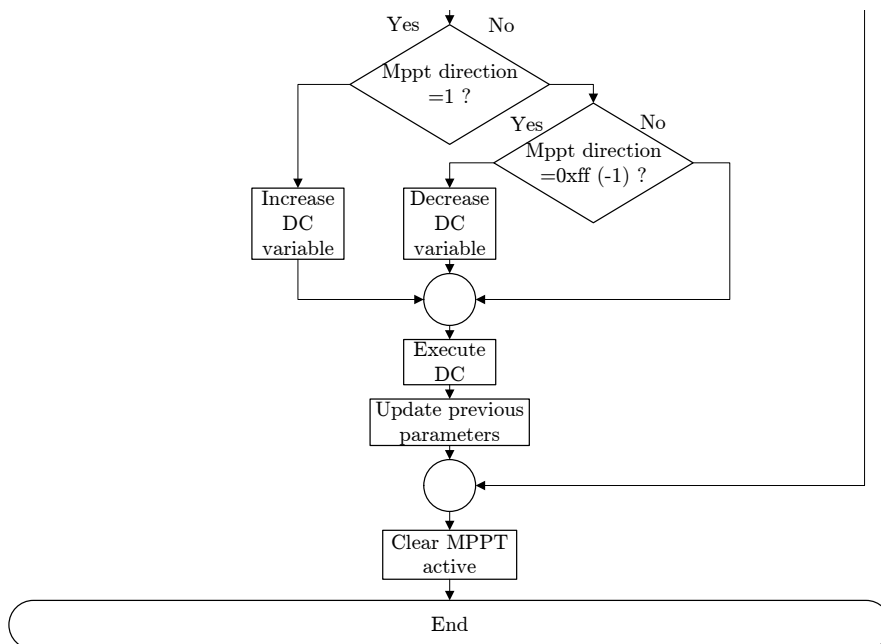 Yes
No
Mppt direction
=1 ?
Yes
No
Mppt direction
=0xff (-1) ?
Increase
DC
variable
Decrease
DC
variable
Execute
DC
Update previous
parameters
Clear MPPT
active
End